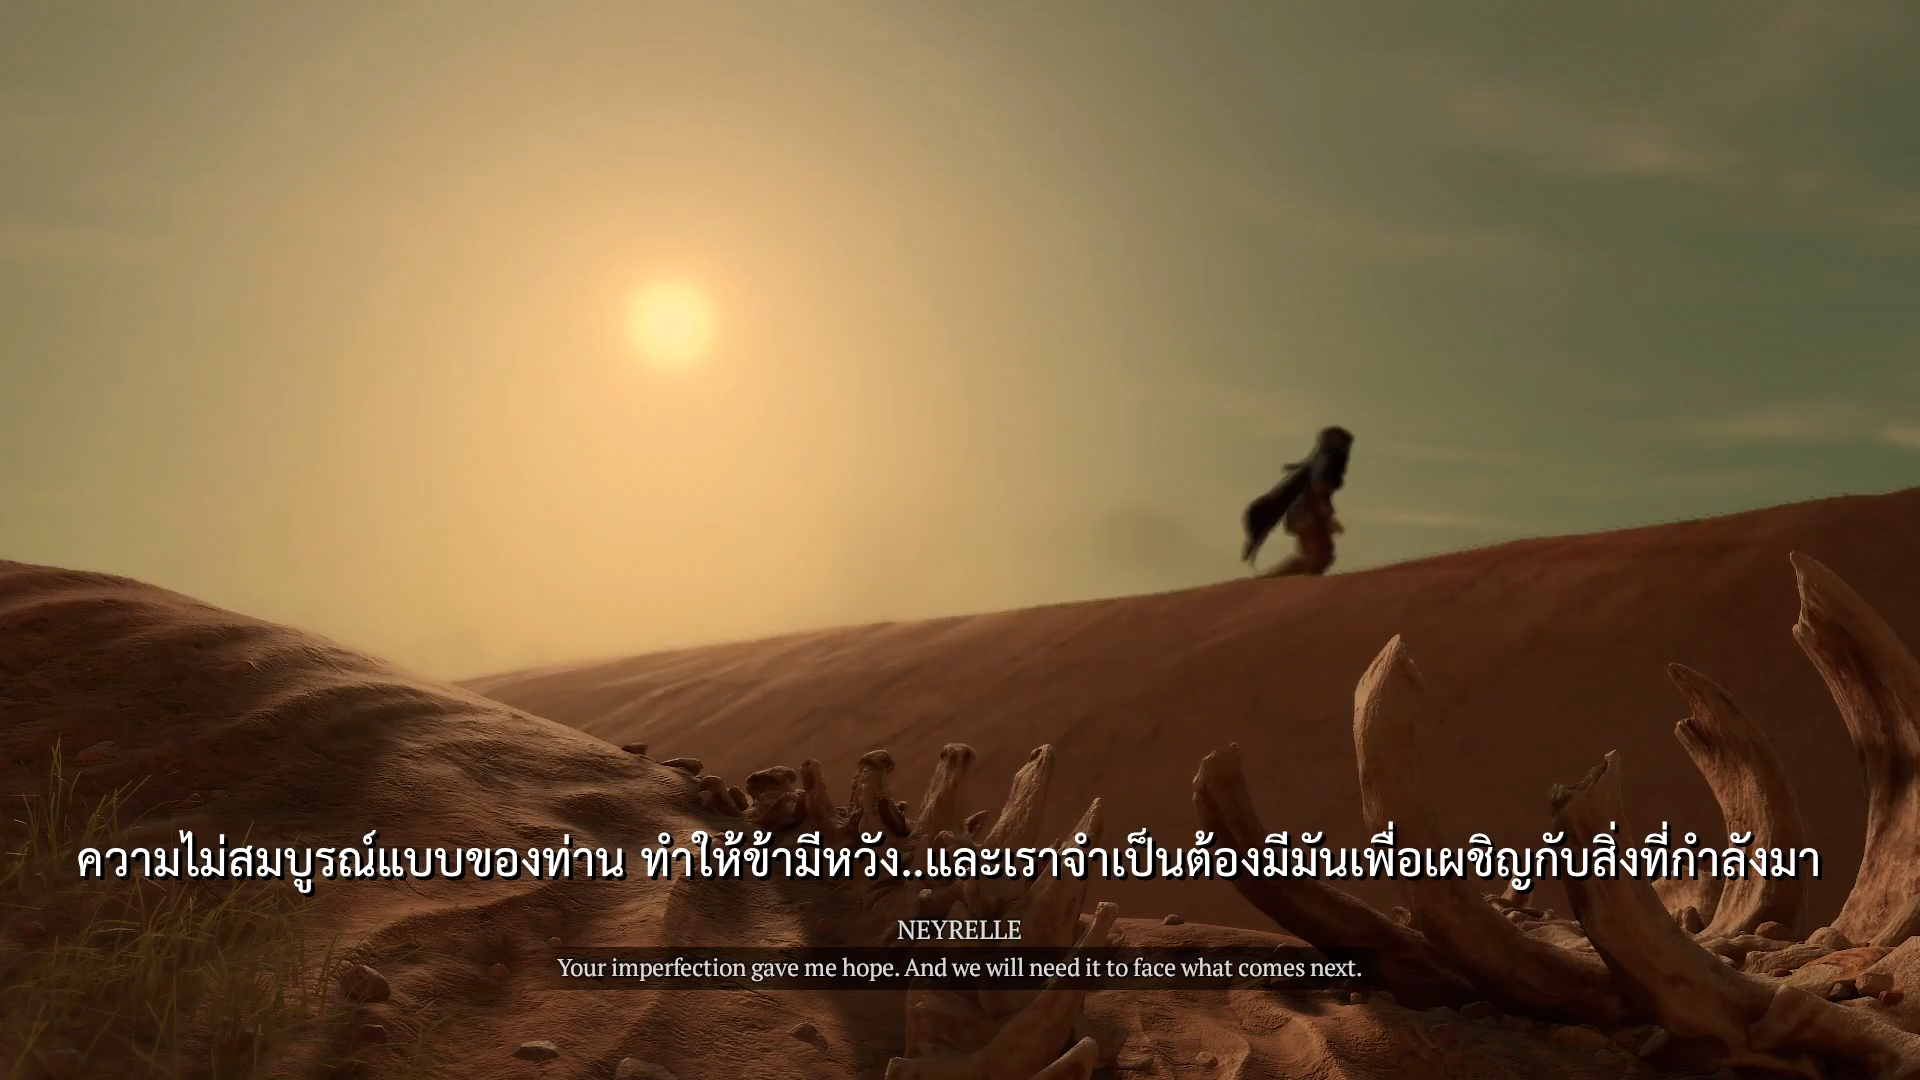 ความไม่สมบูรณ์แบบของท่าน ทำให้ข้ามีหวัง..และเราจำเป็นต้องมีมันเพื่อเผชิญกับสิ่งที่กำลังมา
NEYRELLE
Your imperfection gave me hope. And we will need it to face what comes next.